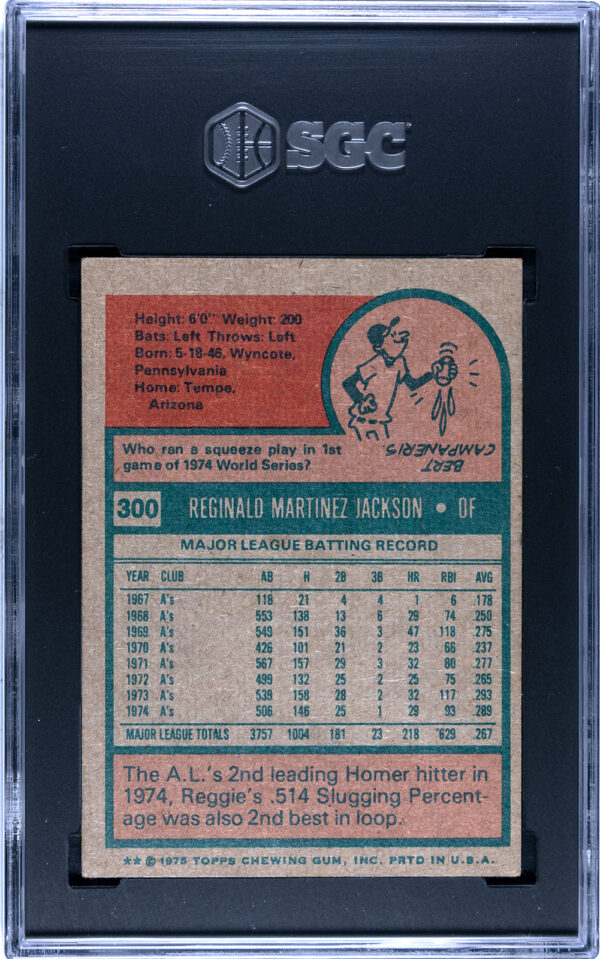 SGC
Height: 6'0" Weight: 200
Bats: Left Throws: Left
Born: 5-18-46, Wyncote,
Pennsylvania
Home: Tempe,
Arizona
Who ran a squeeze play in 1st
game of 1974 World Series?
BERT
CAMPANERIS
300 REGINALD MARTINEZ JACKSON • OF
MAJOR LEAGUE BATTING RECORD
YEAR CLUB AB H 2B 3B HR RBI AVG
1967 A's 118 21 4 4 1 6 .178
1968 A's 553 138 13 6 29 74 .250
1969 A's 549 151 36 3 47 118 .275
1970 A's 426 101 21 2 23 66 .237
1971 A's 567 157 29 3 32 80 .277
1972 A's 499 132 25 2 25 75 .265
1973 A's 539 158 28 2 32 117 .293
1974 A's 506 146 25 1 29 93 .289
MAJOR LEAGUE TOTALS 3757 1004 181 23 218 *629 .267
The A.L.'s 2nd leading Homer hitter in
1974, Reggie's .514 Slugging Percent-
age was also 2nd best in loop.
** © 1975 TOPPS CHEWING GUM, INC. PRTD IN U.S.A.